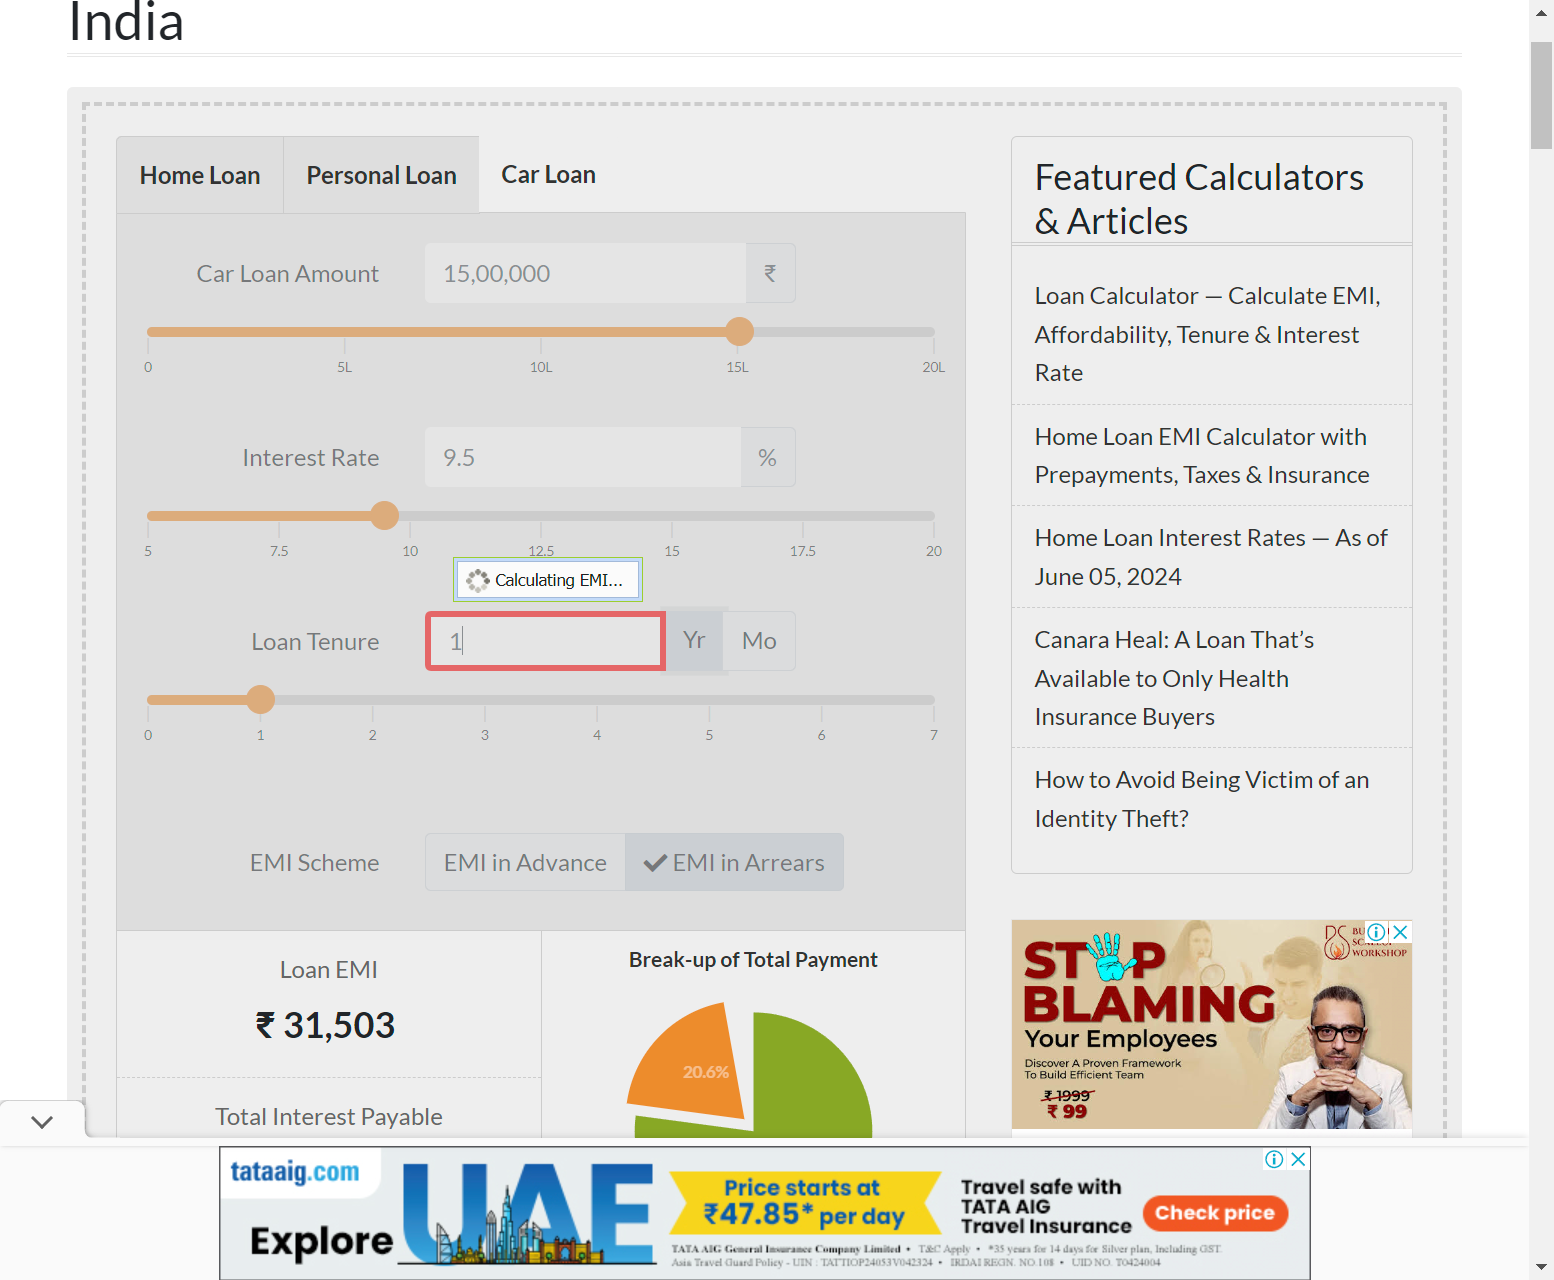 India
Home Loan
Personal Loan
Car Loan
Car Loan Amount
15,00,000
₹
0
5L
10L
15L
20L
Interest Rate
9.5
%
5
7.5
10
12.5
15
17.5
20
Calculating EMI...
Loan Tenure
1
Yr
Mo
0
1
2
3
4
5
6
7
EMI Scheme
EMI in Advance
EMI in Arrears
Loan EMI
₹ 31,503
Total Interest Payable
Break-up of Total Payment
20.6%
Featured Calculators
& Articles
Loan Calculator — Calculate EMI,
Affordability, Tenure & Interest
Rate
Home Loan EMI Calculator with
Prepayments, Taxes & Insurance
Home Loan Interest Rates — As of
June 05, 2024
Canara Heal: A Loan That’s
Available to Only Health
Insurance Buyers
How to Avoid Being Victim of an
Identity Theft?
STOP
BLAMING
Your Employees
Discover A Proven Framework
To Build Efficient Team
₹ 1999
₹ 99
WORKSHOP
tataaig.com
Explore
UAE
Price starts at
₹47.85* per day
Travel safe with
TATA AIG
Travel Insurance
Check price
TATA AIG General Insurance Company Limited • T&C Apply • *35 years for 14 days for Silver plan, Including GST.
Asia Travel Guard Policy - UIN : TATTIOP24053V042324 • IRDAI REGN. NO.108 • UID NO. T0424004